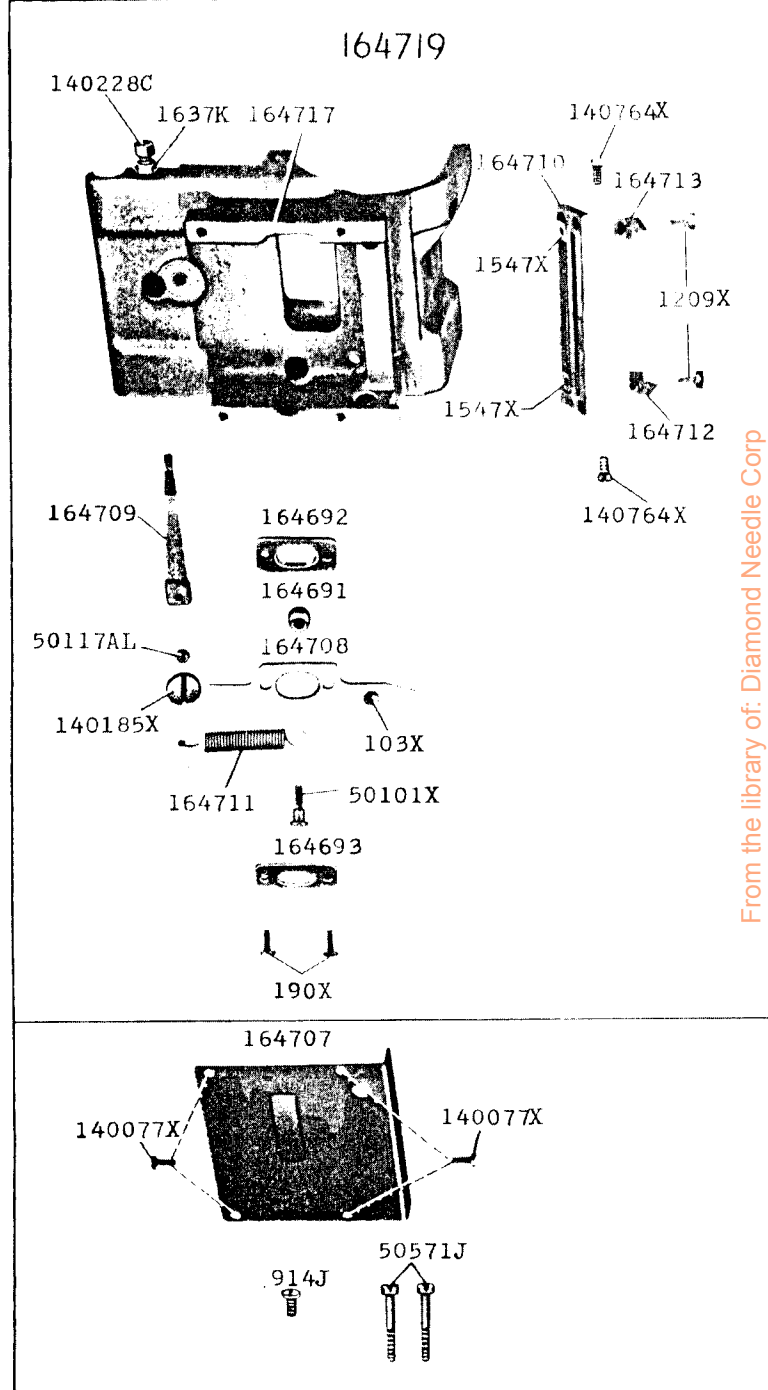 164719
140228C
1637K
164717
140764X
164710
164713
1547X
1209X
1547X
164712
140764X
164709
164692
164691
50117AL
164708
140185X
103X
164711
50101X
164693
190X
164707
140077X
140077X
50571J
914J
From the library of: Diamond Needle Corp